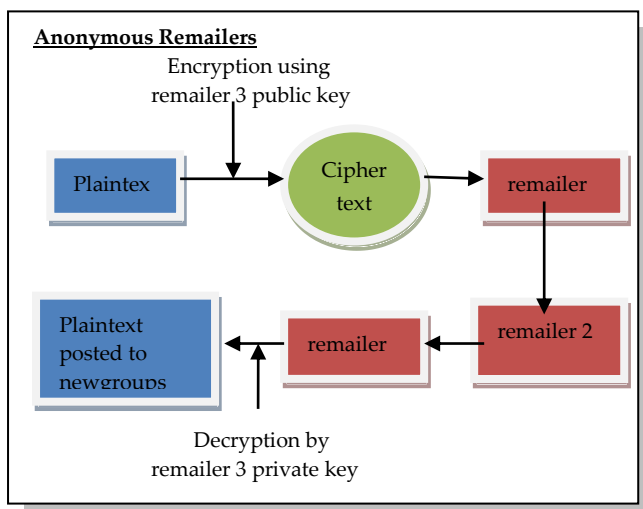 Anonymous Remailers
Encryption using
remailer 3 public key
Plaintex
Cipher
text
remailer
remailer 2
remailer
Plaintext
posted to
newgroups
Decryption by
remailer 3 private key